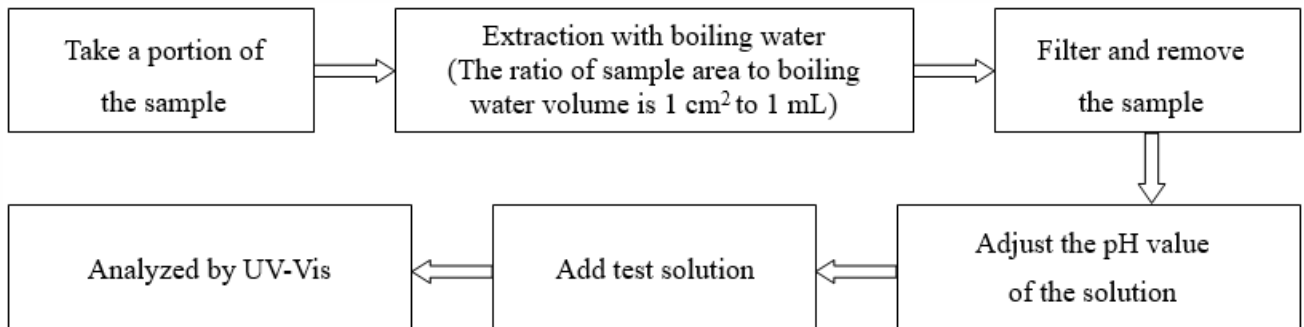 Take a portion of
the sample
Extraction with boiling water
(The ratio of sample area to boiling
water volume is 1 cm² to 1 mL)
Filter and remove
the sample
Adjust the pH value
of the solution
Add test solution
Analyzed by UV-Vis